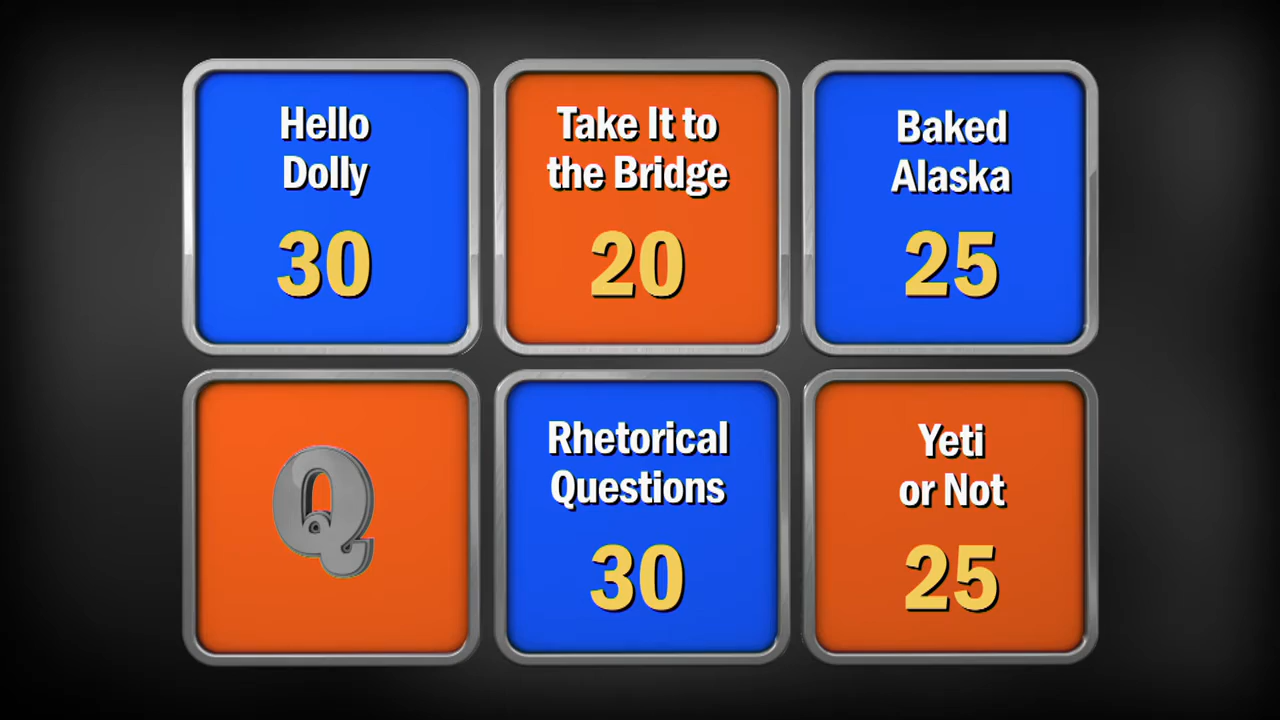 Hello
Dolly
30
Take It to
the Bridge
20
Baked
Alaska
25
Q
Rhetorical
Questions
30
Yeti
or Not
25